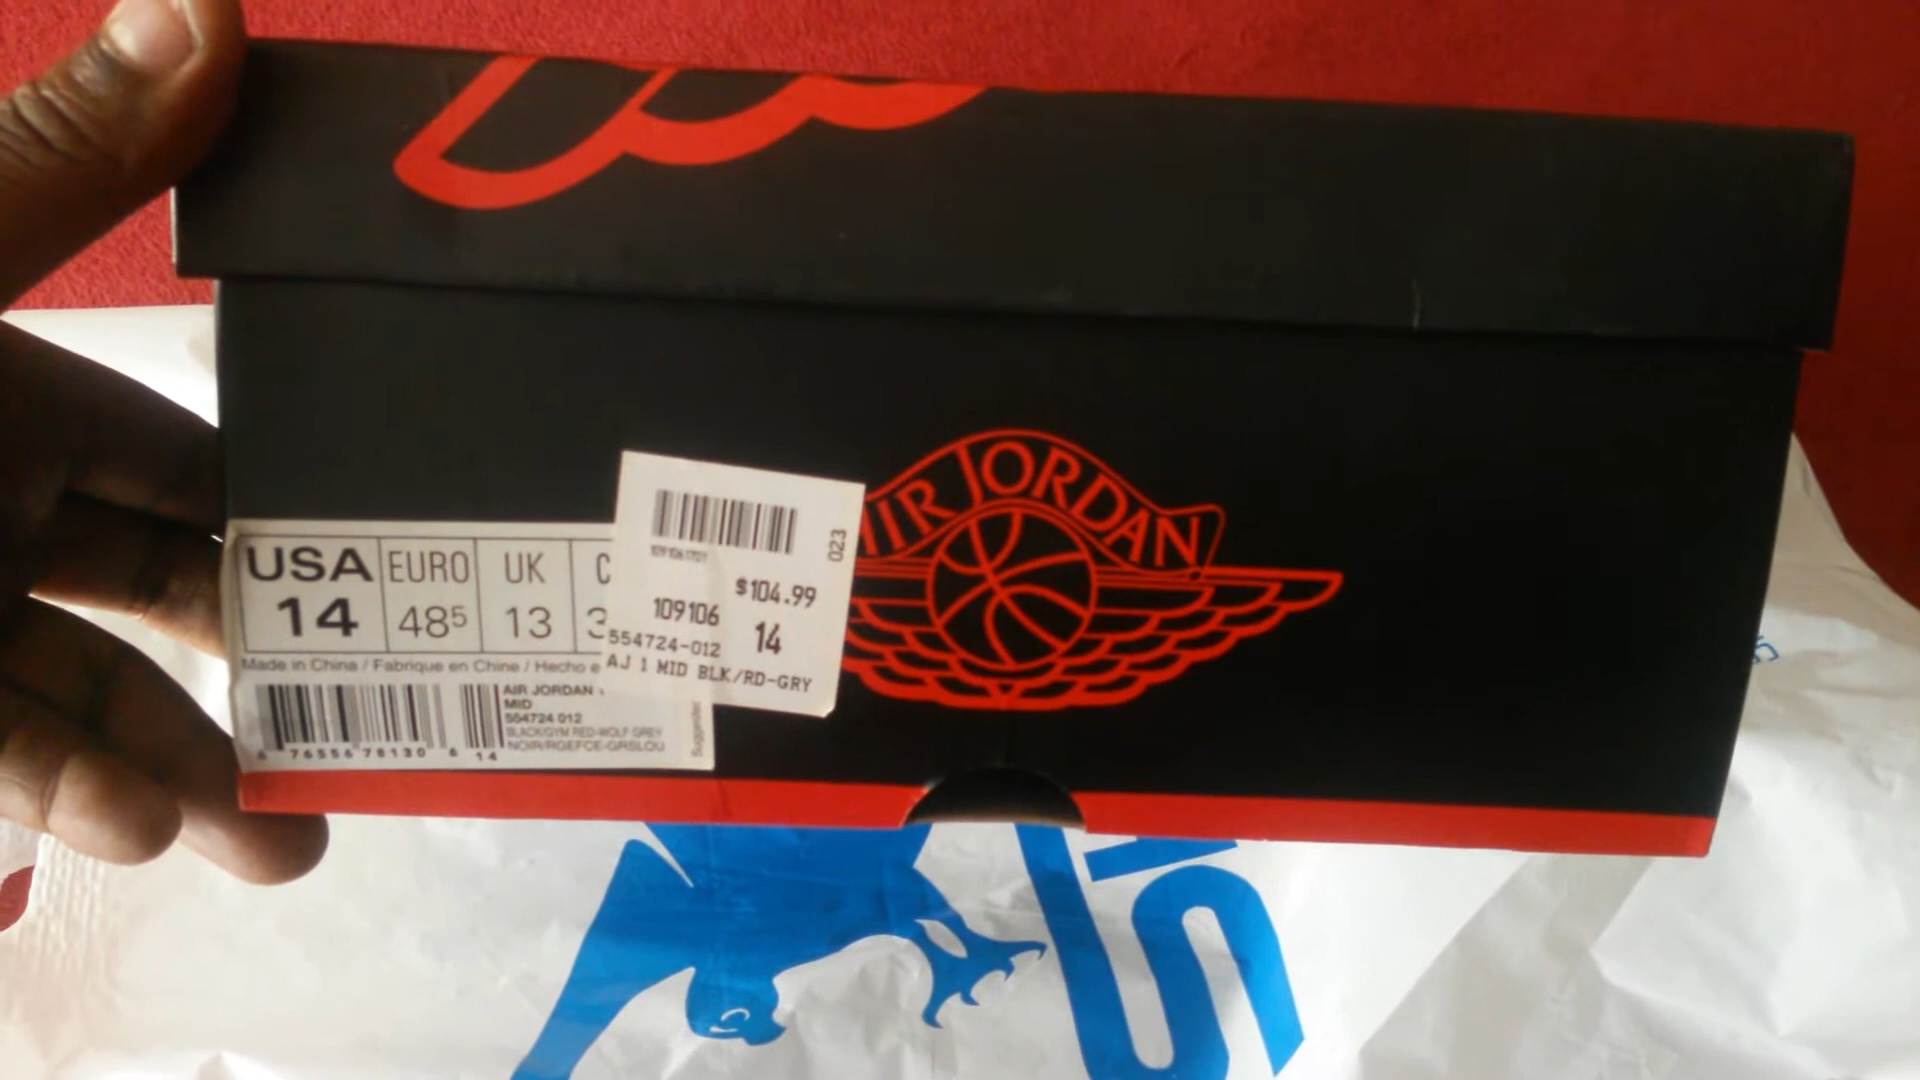 AIR JORDAN
USA EURO UK C
14 48⁵ 13
Made in China / Fabrique en Chine / Hecho e
AIR JORDAN
MID
554724 012
BLACK/GYM RED-WOLF GREY
NOIR/RGEFCE-GRSLOU
6 76556 78130 6 14
Suggested
023
$104.99
109106 14
554724-012
AJ 1 MID BLK/RD-GRY